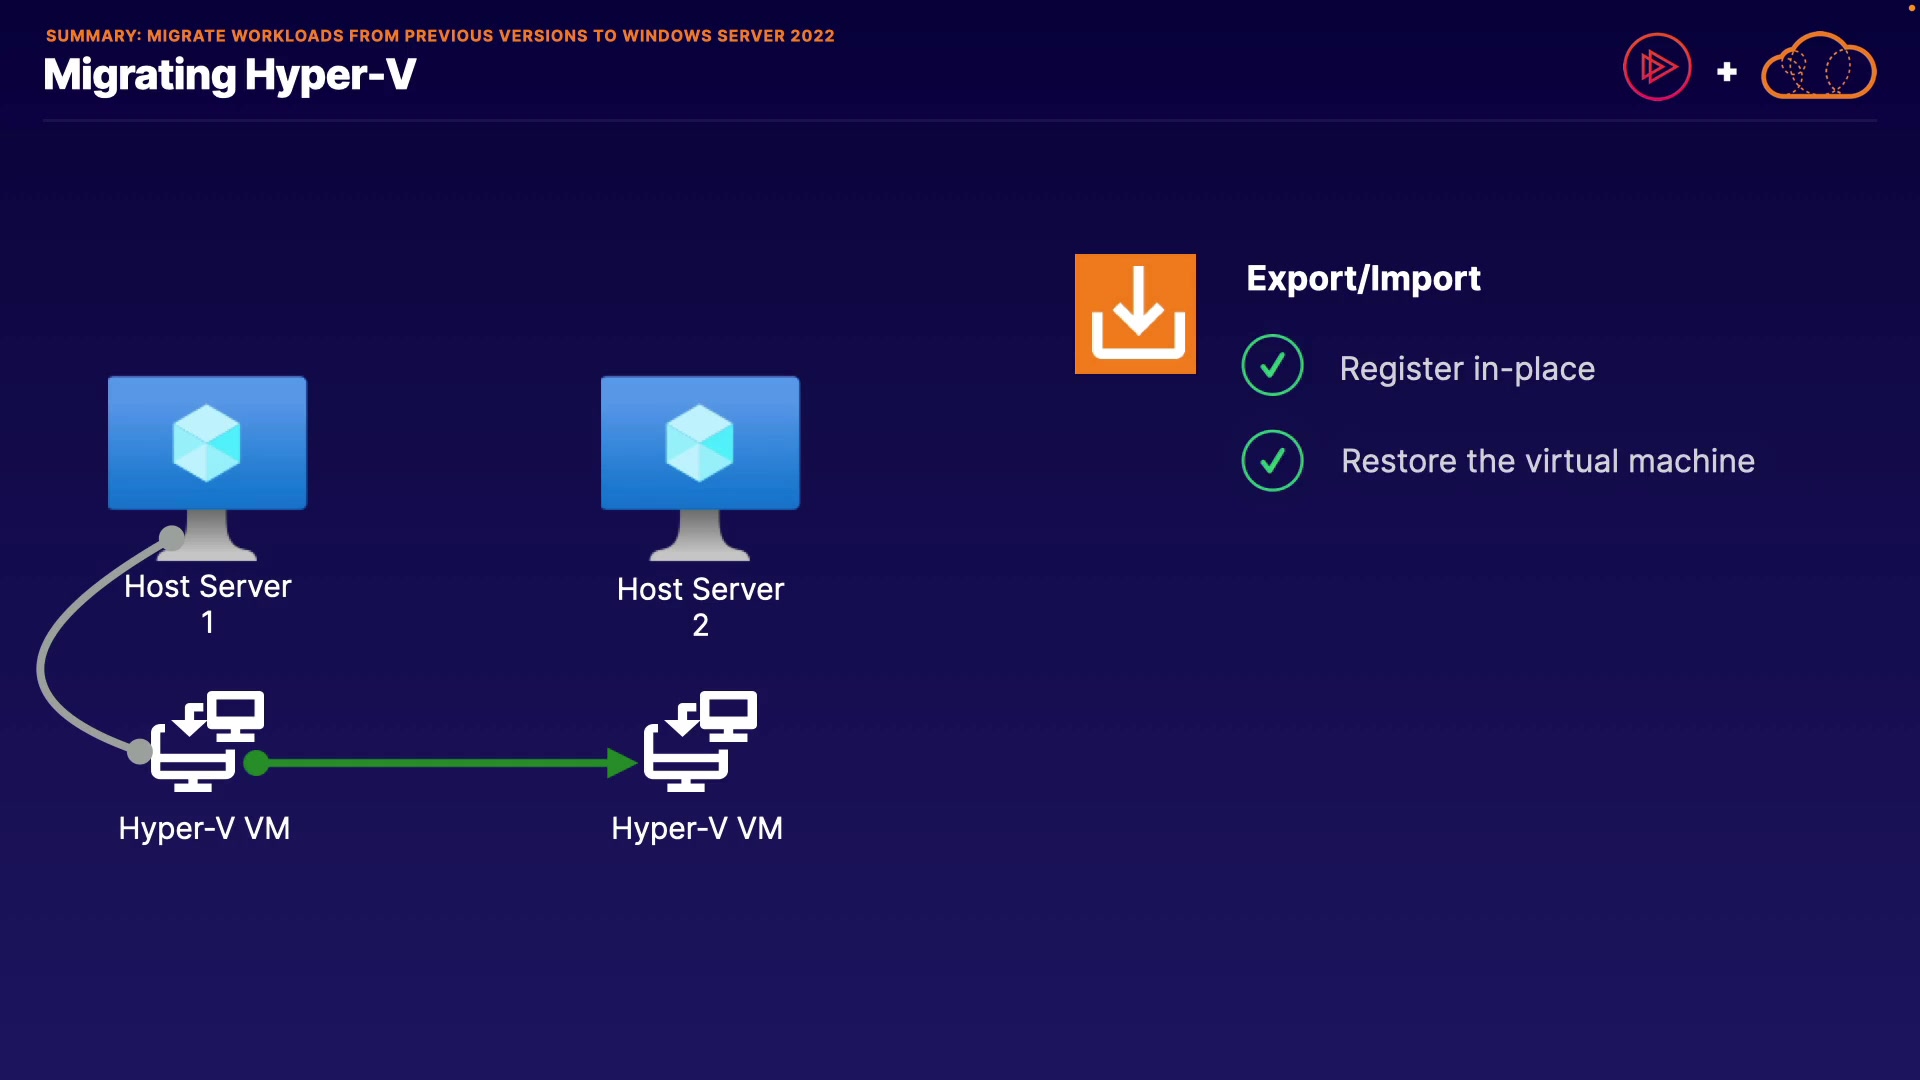 SUMMARY: MIGRATE WORKLOADS FROM PREVIOUS VERSIONS TO WINDOWS SERVER 2022
Migrating Hyper-V
Export/Import
Register in-place
Restore the virtual machine
Host Server
1
Host Server
2
Hyper-V VM
Hyper-V VM